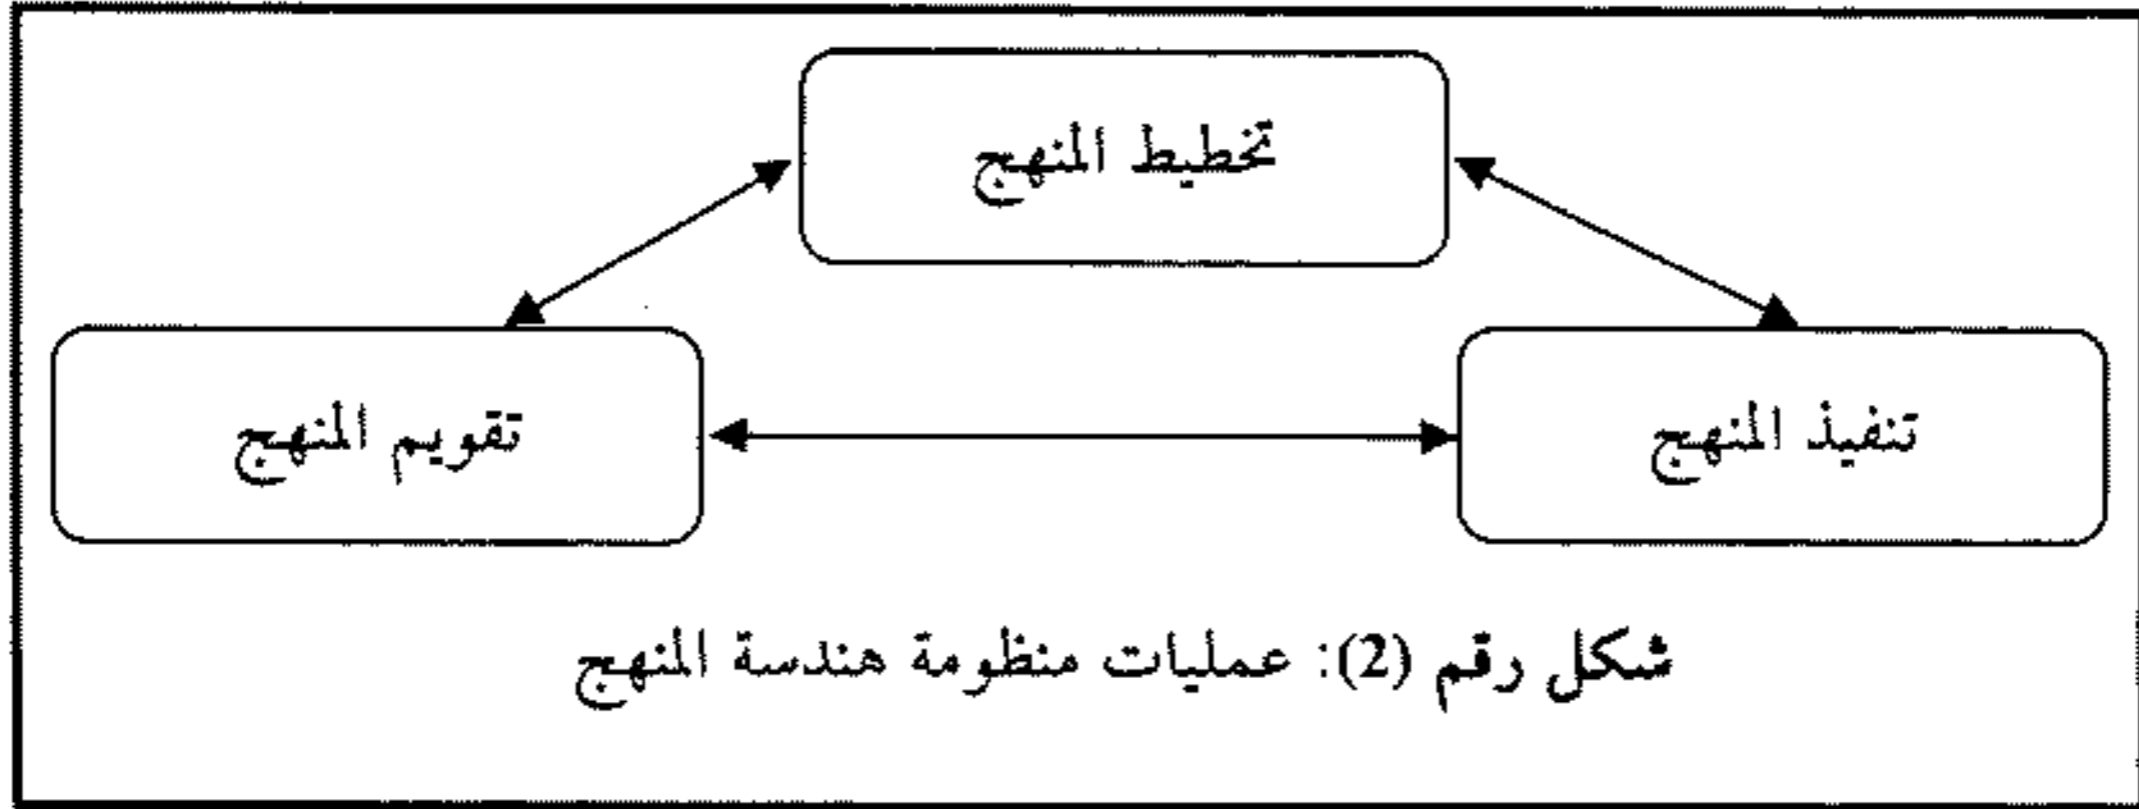 تخطيط المنهج
تنفيذ المنهج
تقويم المنهج
شكل رقم (2): عمليات منظومة هندسة المنهج